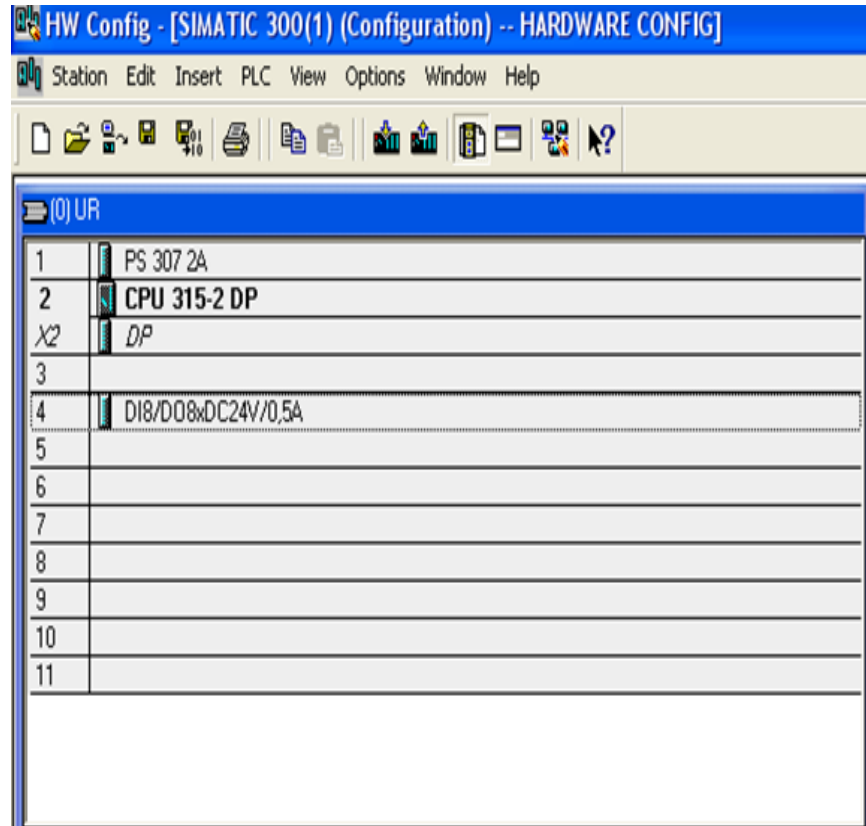 HW Config - [SIMATIC 300(1) (Configuration) -- HARDWARE CONFIG]
Station Edit Insert PLC View Options Window Help
(0) UR
1 PS 307 2A
2 CPU 315-2 DP
X2 DP
3
4 DI8/DO8xDC24V/0,5A
5
6
7
8
9
10
11